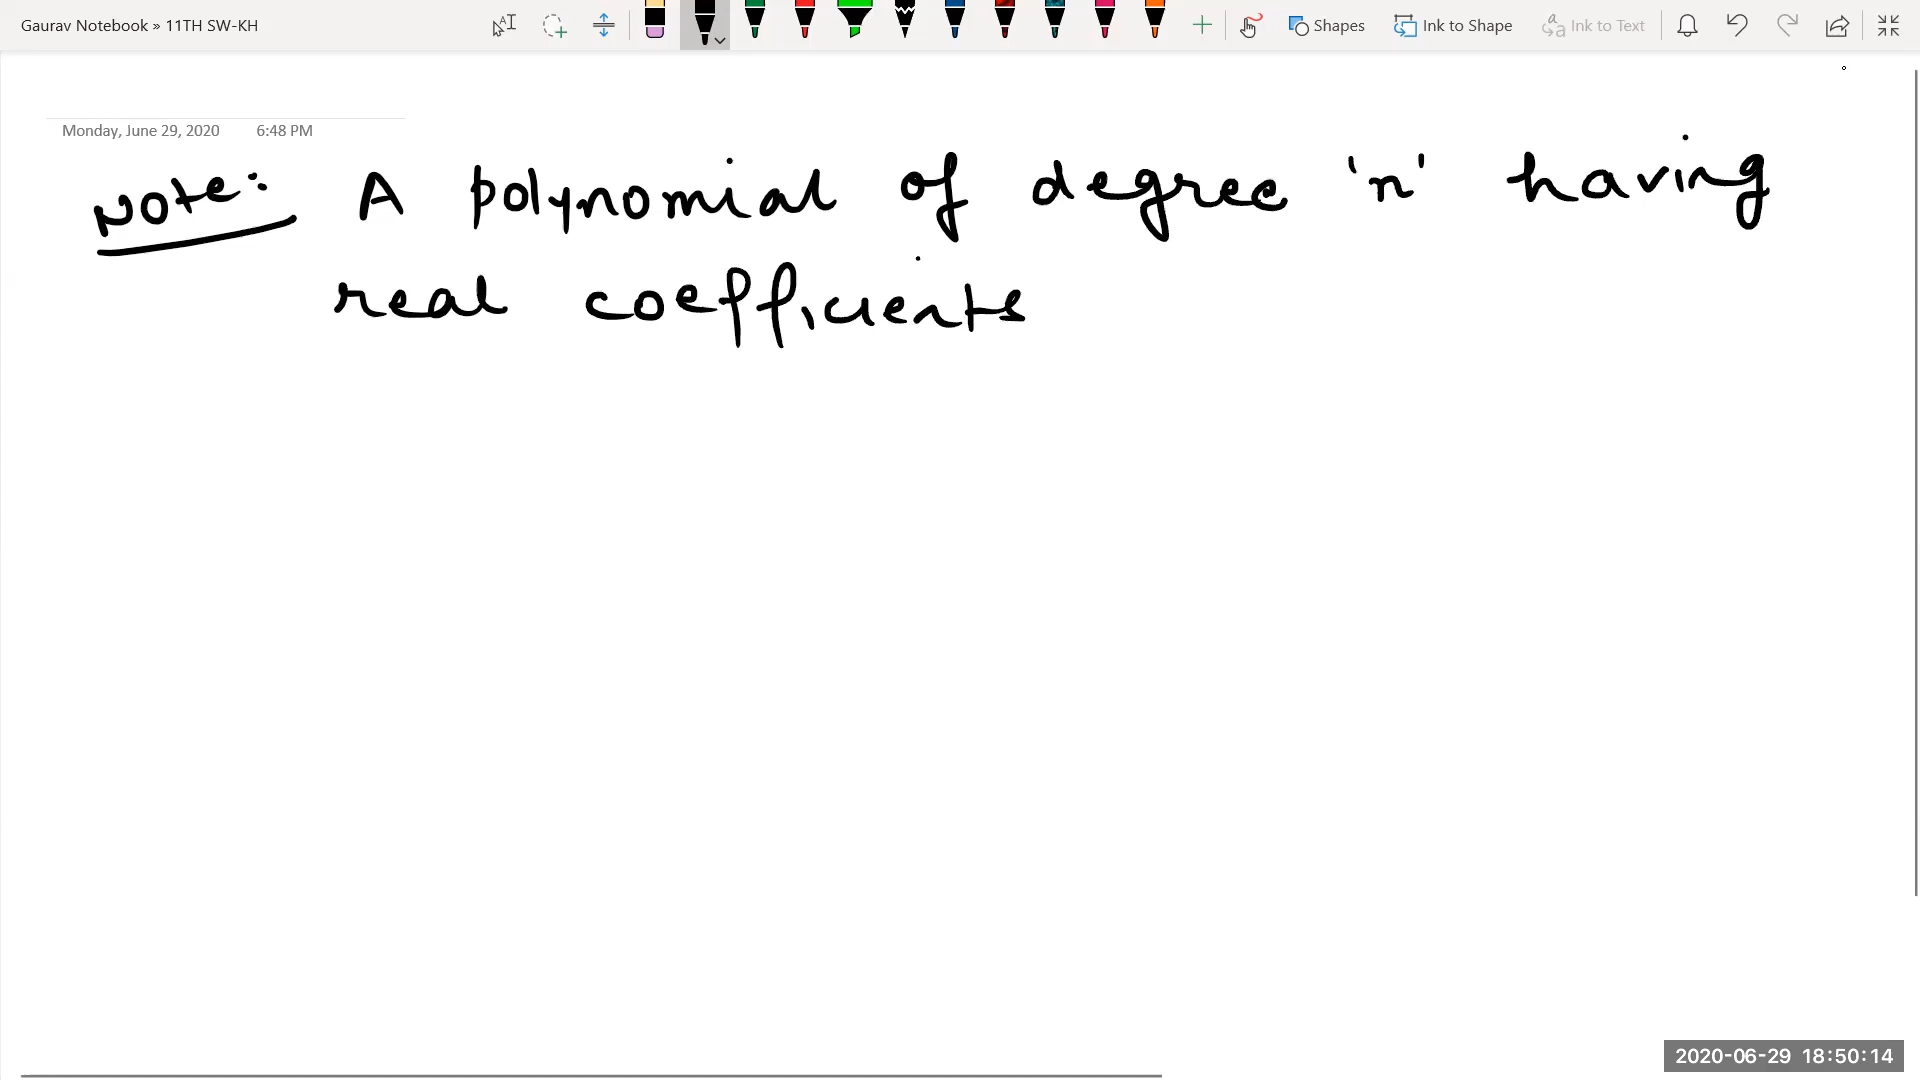 Gaurav Notebook » 11TH SW-KH
Shapes
Ink to Shape
Ink to Text
Monday, June 29, 2020 6:48 PM
Note: A polynomial of degree 'n' having
real coefficients
2020-06-29 18:50:14